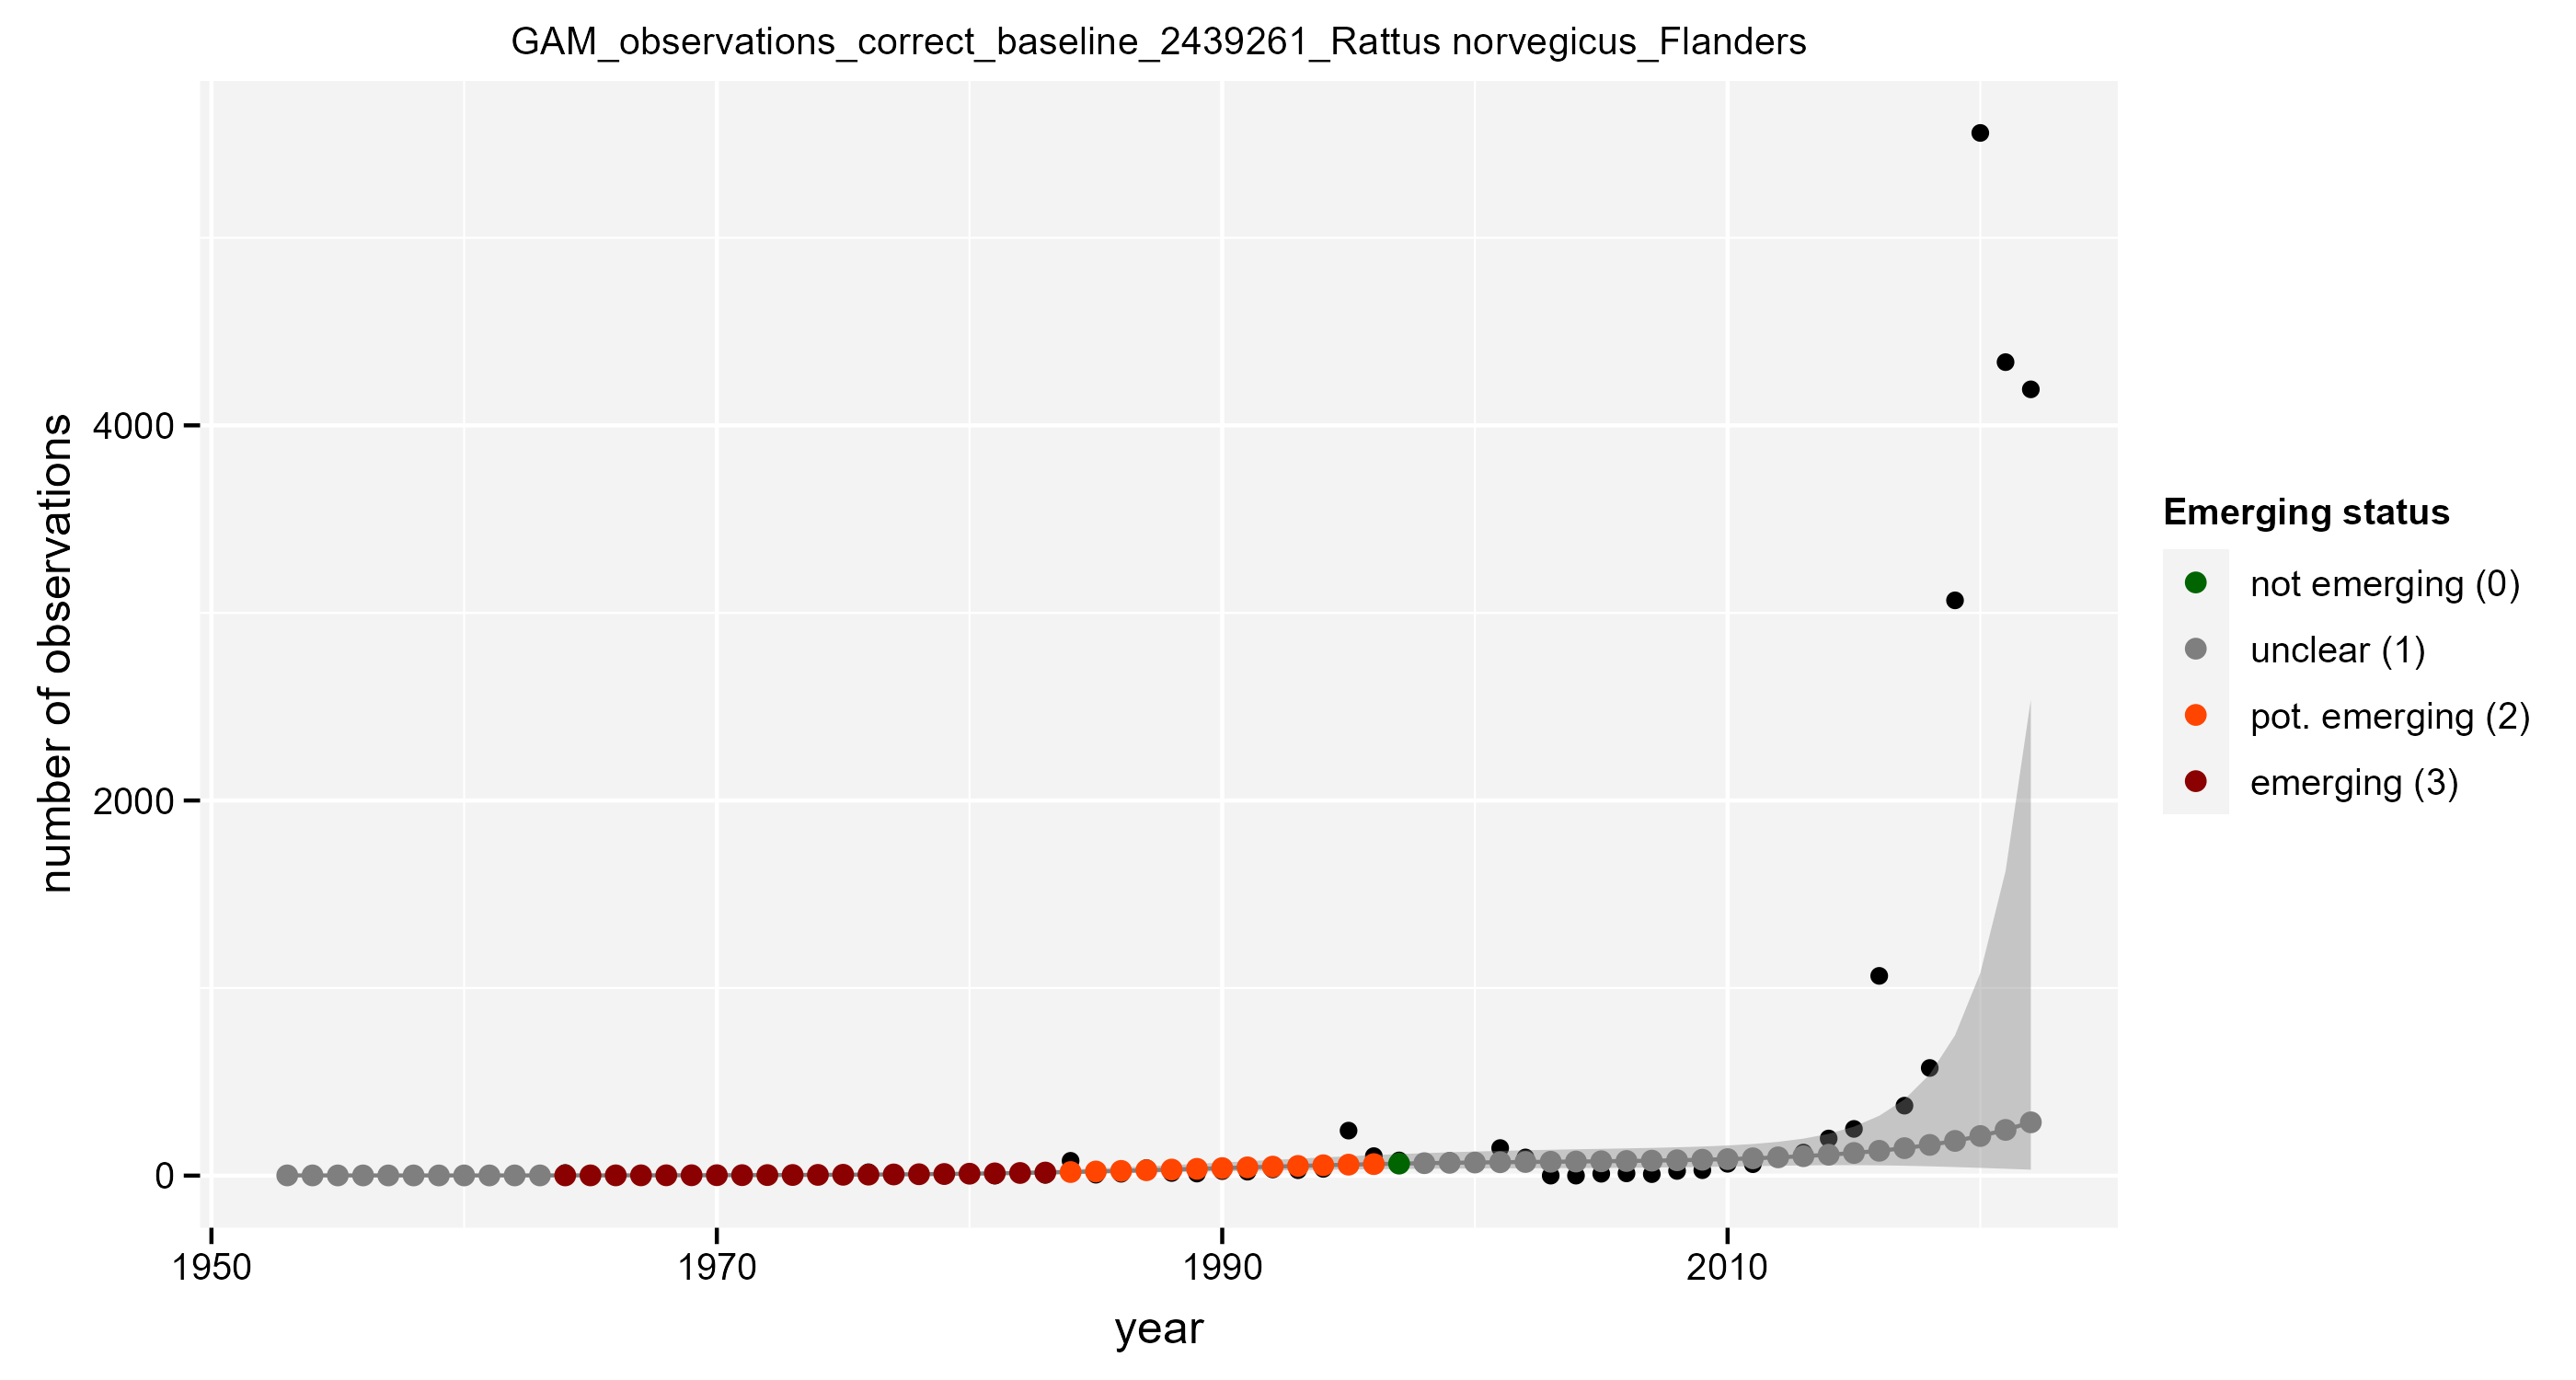 GAM_observations_correct_baseline_2439261_Rattus norvegicus_Flanders
number of observations
4000
2000
0
1950 1970 1990 2010
year
Emerging status
not emerging (0)
unclear (1)
pot. emerging (2)
emerging (3)